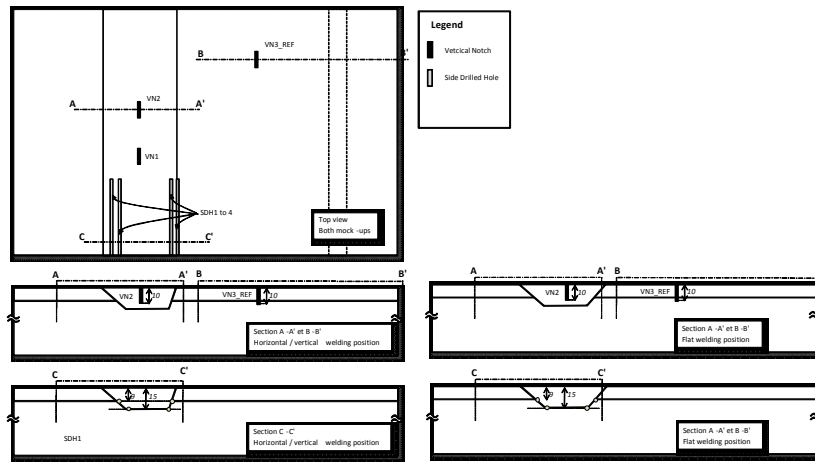 Legend
Vetcical Notch
Side Drilled Hole
VN3_REF
B
B'
A
VN2
A'
VN1
SDH1 to 4
C
C'
Top view
Both mock -ups
A
A'
B
B'
VN2
10
VN3_REF
10
Section A -A' et B -B'
Horizontal / vertical welding position
A
A'
B
VN2
10
VN3_REF
10
Section A -A' et B -B'
Flat welding position
C
C'
9
15
SDH1
Section C -C'
Horizontal / vertical welding position
C
C'
9
15
Section A -A' et B -B'
Flat welding position